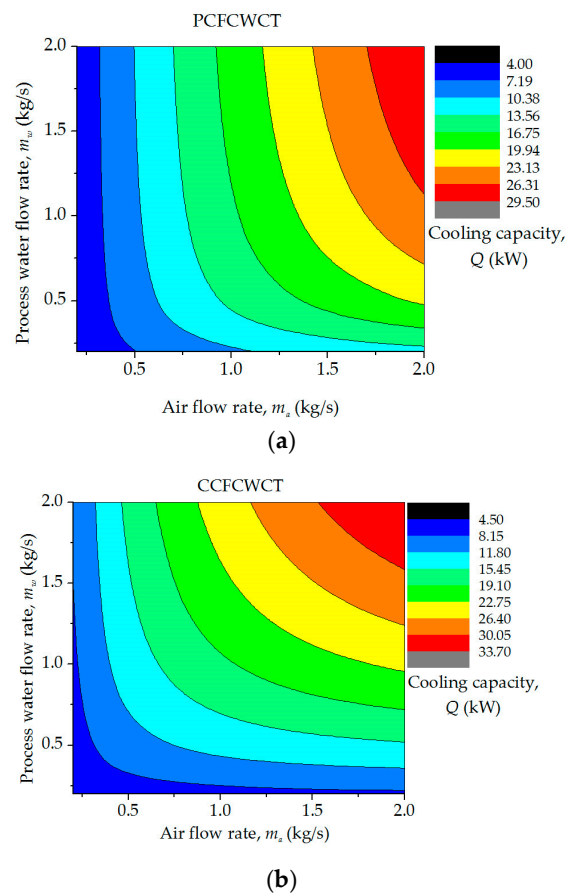 PCFCWCT
2.0
1.5
1.0
0.5
Process water flow rate, m_w (kg/s)
0.5 1.0 1.5 2.0
Air flow rate, m_a (kg/s)
4.00
7.19
10.38
13.56
16.75
19.94
23.13
26.31
29.50
Cooling capacity,
Q (kW)
(a)
CCFCWCT
2.0
1.5
1.0
0.5
Process water flow rate, m_w (kg/s)
0.5 1.0 1.5 2.0
Air flow rate, m_a (kg/s)
4.50
8.15
11.80
15.45
19.10
22.75
26.40
30.05
33.70
Cooling capacity,
Q (kW)
(b)